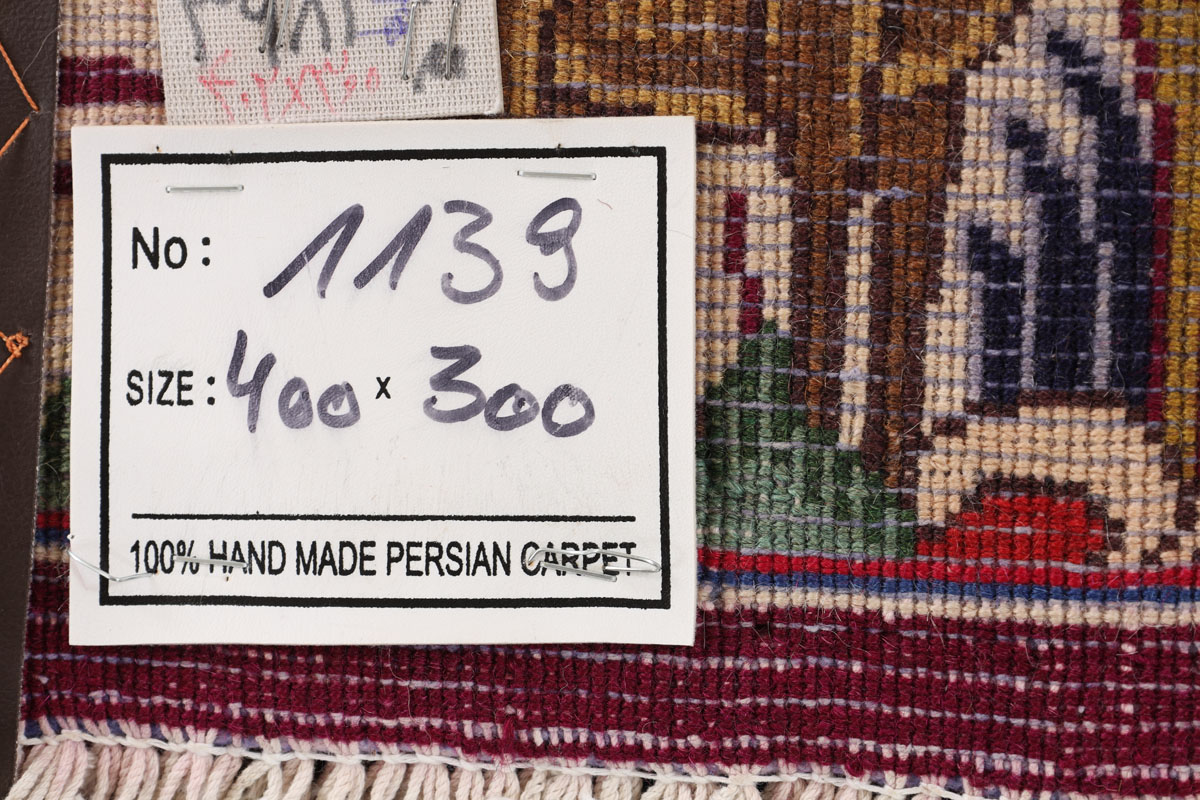 No: 1139
SIZE: 400 x 300
100% HAND MADE PERSIAN CARPET